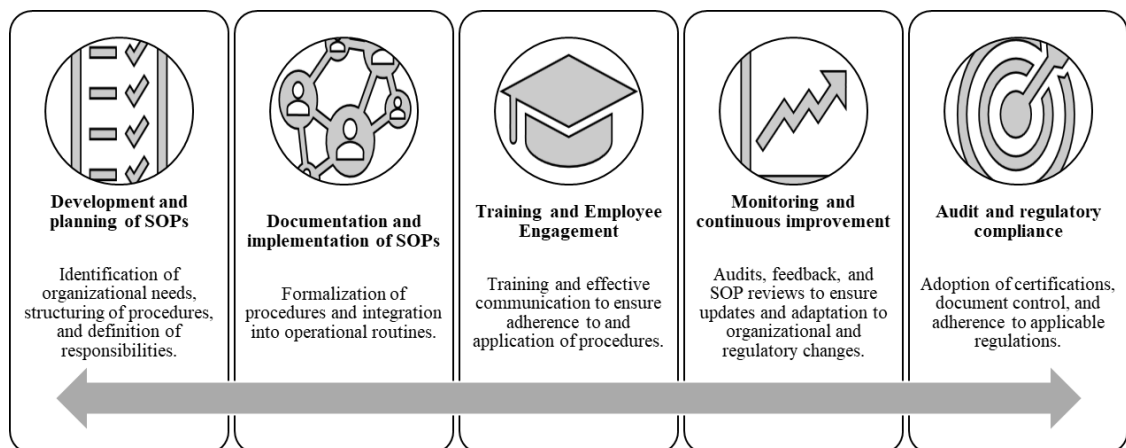 Development and
planning of SOPs
Identification of
organizational needs,
structuring of procedures,
and definition of
responsibilities.
Documentation and
implementation of SOPs
Formalization of
procedures and integration
into operational routines.
Training and Employee
Engagement
Training and effective
communication to ensure
adherence to and
application of procedures.
Monitoring and
continuous improvement
Audits, feedback, and
SOP reviews to ensure
updates and adaptation to
organizational and
regulatory changes.
Audit and regulatory
compliance
Adoption of certifications,
document control, and
adherence to applicable
regulations.